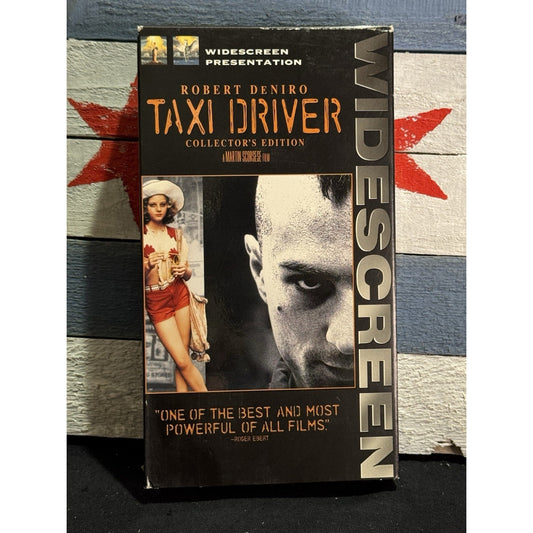 WIDESCREEN
PRESENTATION
ROBERT DeNIRO
TAXI DRIVER
COLLECTOR'S EDITION
A MARTIN SCORSESE FILM
"ONE OF THE BEST AND MOST
POWERFUL OF ALL FILMS."
—ROGER EBERT
WIDESCREEN